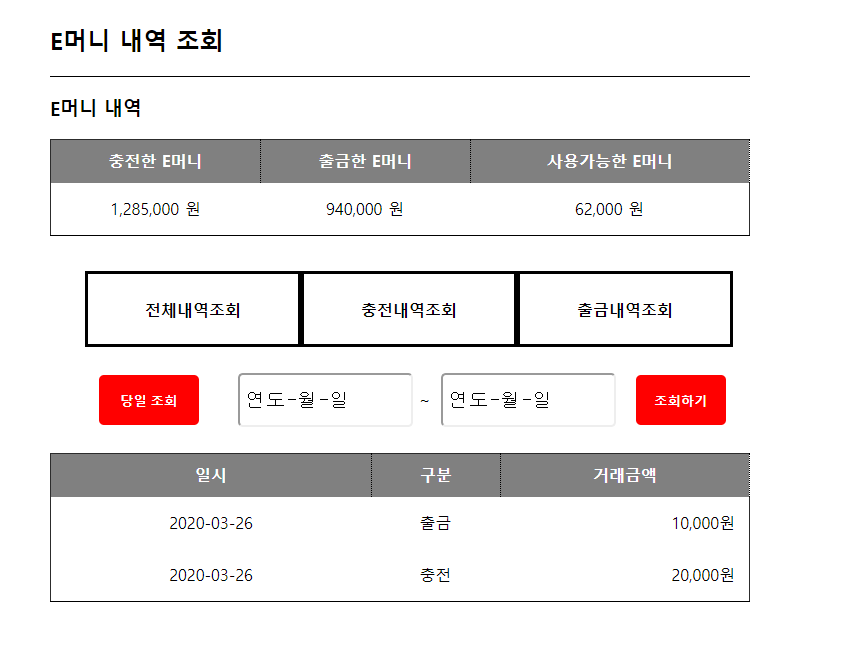 E머니 내역 조회
E머니 내역
충전한 E머니 출금한 E머니 사용가능한 E머니
1,285,000 원 940,000 원 62,000 원
전체내역조회 충전내역조회 출금내역조회
당일 조회 연도-월-일 ~ 연도-월-일 조회하기
일시 구분 거래금액
2020-03-26 출금 10,000원
2020-03-26 충전 20,000원